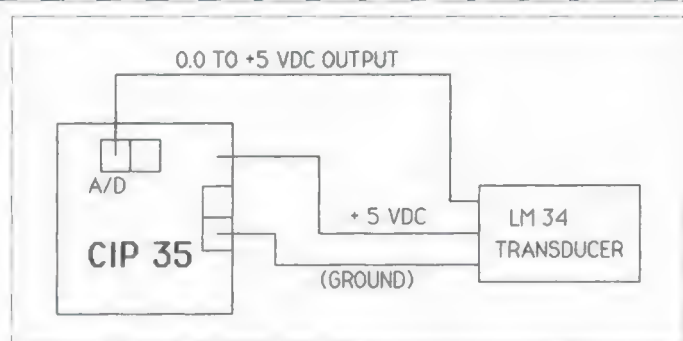 0.0 TO +5 VDC OUTPUT
A/D
CIP 35
+ 5 VDC
(GROUND)
LM 34
TRANSDUCER